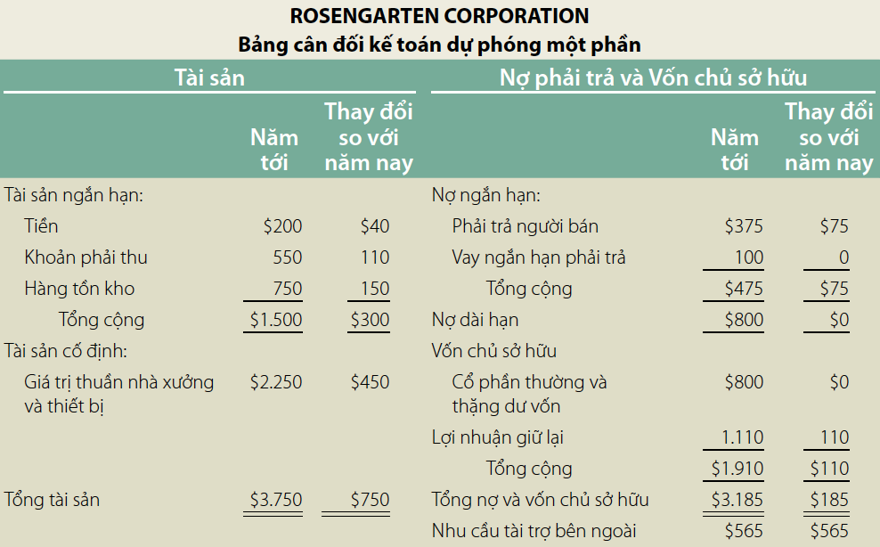 ROSENGARTEN CORPORATION
Bảng cân đối kế toán dự phóng một phần
Tài sản Nợ phải trả và Vốn chủ sở hữu
Năm tới Thay đổi so với năm nay Năm tới Thay đổi so với năm nay
Tài sản ngắn hạn: Nợ ngắn hạn:
Tiền $200 $40 Phải trả người bán $375 $75
Khoản phải thu 550 110 Vay ngắn hạn phải trả 100 0
Hàng tồn kho 750 150 Tổng cộng $475 $75
Tổng cộng $1.500 $300 Nợ dài hạn $800 $0
Tài sản cố định: Vốn chủ sở hữu
Giá trị thuần nhà xưởng $2.250 $450 Cổ phần thường và $800 $0
và thiết bị thặng dư vốn
Lợi nhuận giữ lại 1.110 110
Tổng cộng $1.910 $110
Tổng tài sản $3.750 $750 Tổng nợ và vốn chủ sở hữu $3.185 $185
Nhu cầu tài trợ bên ngoài $565 $565